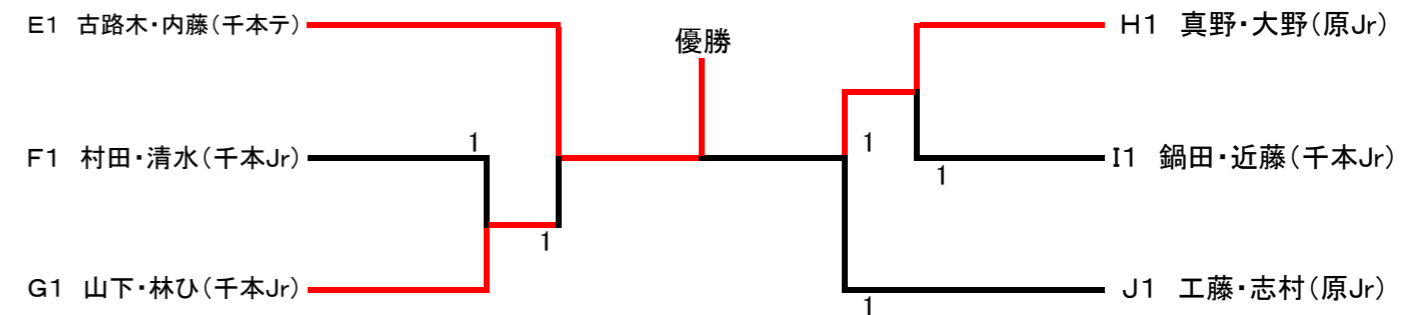 E1 古路木・内藤(千本テ)
優勝
H1 真野・大野(原Jr)
F1 村田・清水(千本Jr)
1
1
I1 鍋田・近藤(千本Jr)
1
1
G1 山下・林ひ(千本Jr)
J1 工藤・志村(原Jr)
1